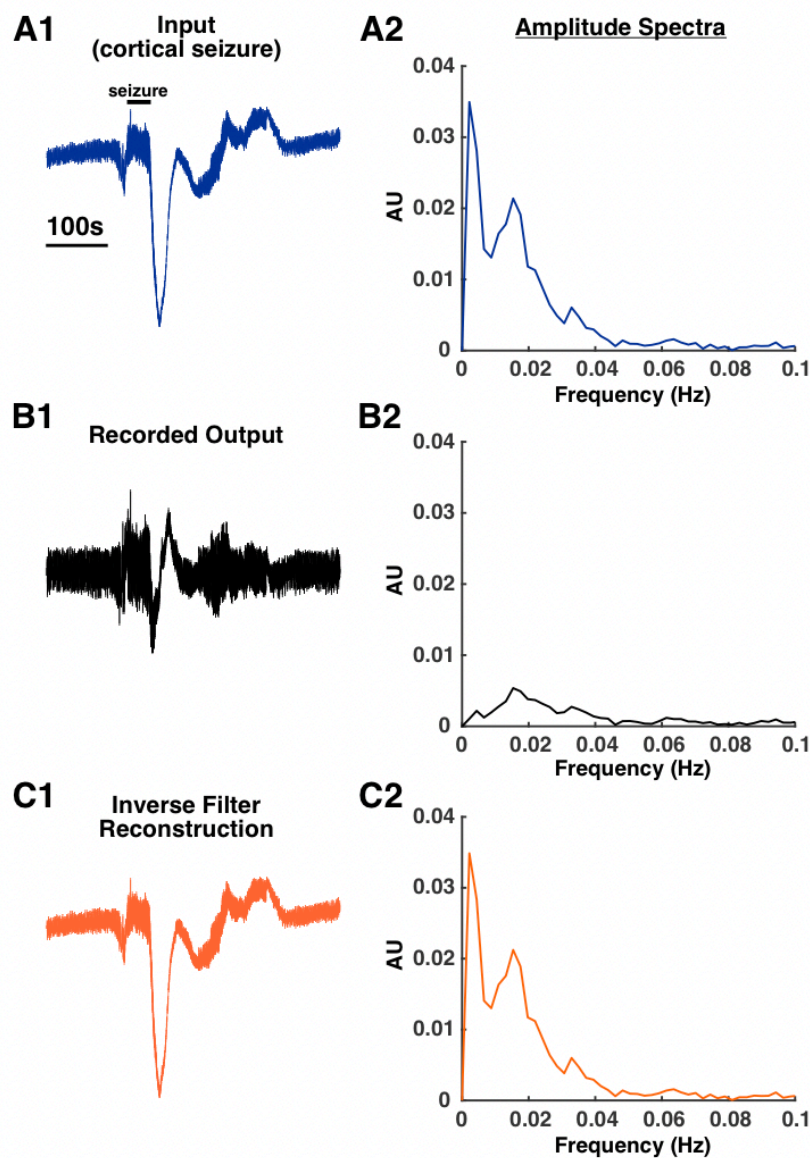 A1
Input
(cortical seizure)
seizure
100s
A2
Amplitude Spectra
0.04
0.03
AU
0.02
0.01
0
0 0.02 0.04 0.06 0.08 0.1
Frequency (Hz)
B1
Recorded Output
B2
0.04
0.03
AU
0.02
0.01
0
0 0.02 0.04 0.06 0.08 0.1
Frequency (Hz)
C1
Inverse Filter
Reconstruction
C2
0.04
0.03
AU
0.02
0.01
0
0 0.02 0.04 0.06 0.08 0.1
Frequency (Hz)